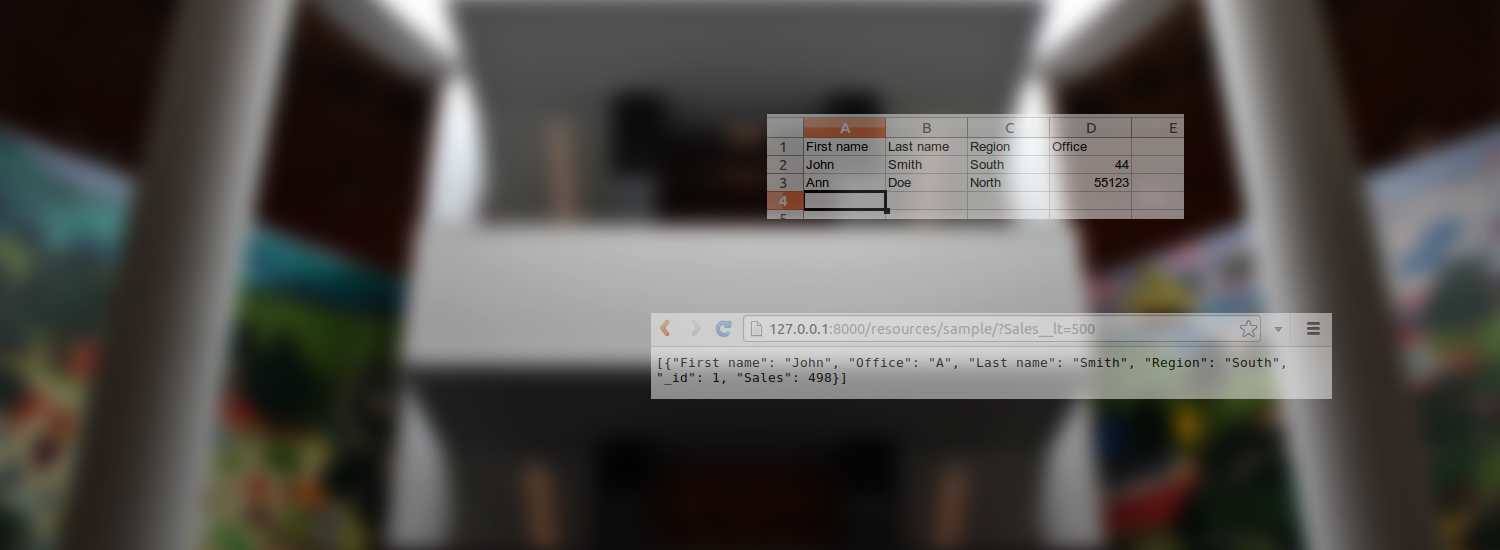 A B C D E
1 First name Last name Region Office
2 John Smith South 44
3 Ann Doe North 55123
4
127.0.0.1:8000/resources/sample/?Sales__lt=500
[{"First name": "John", "Office": "A", "Last name": "Smith", "Region": "South",
"_id": 1, "Sales": 498}]